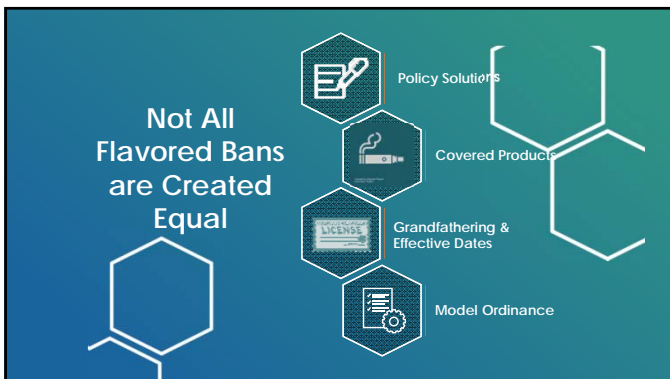 Not All
Flavored Bans
are Created
Equal
Policy Solutions
Covered Products
LICENSE
Grandfathering &
Effective Dates
Model Ordinance